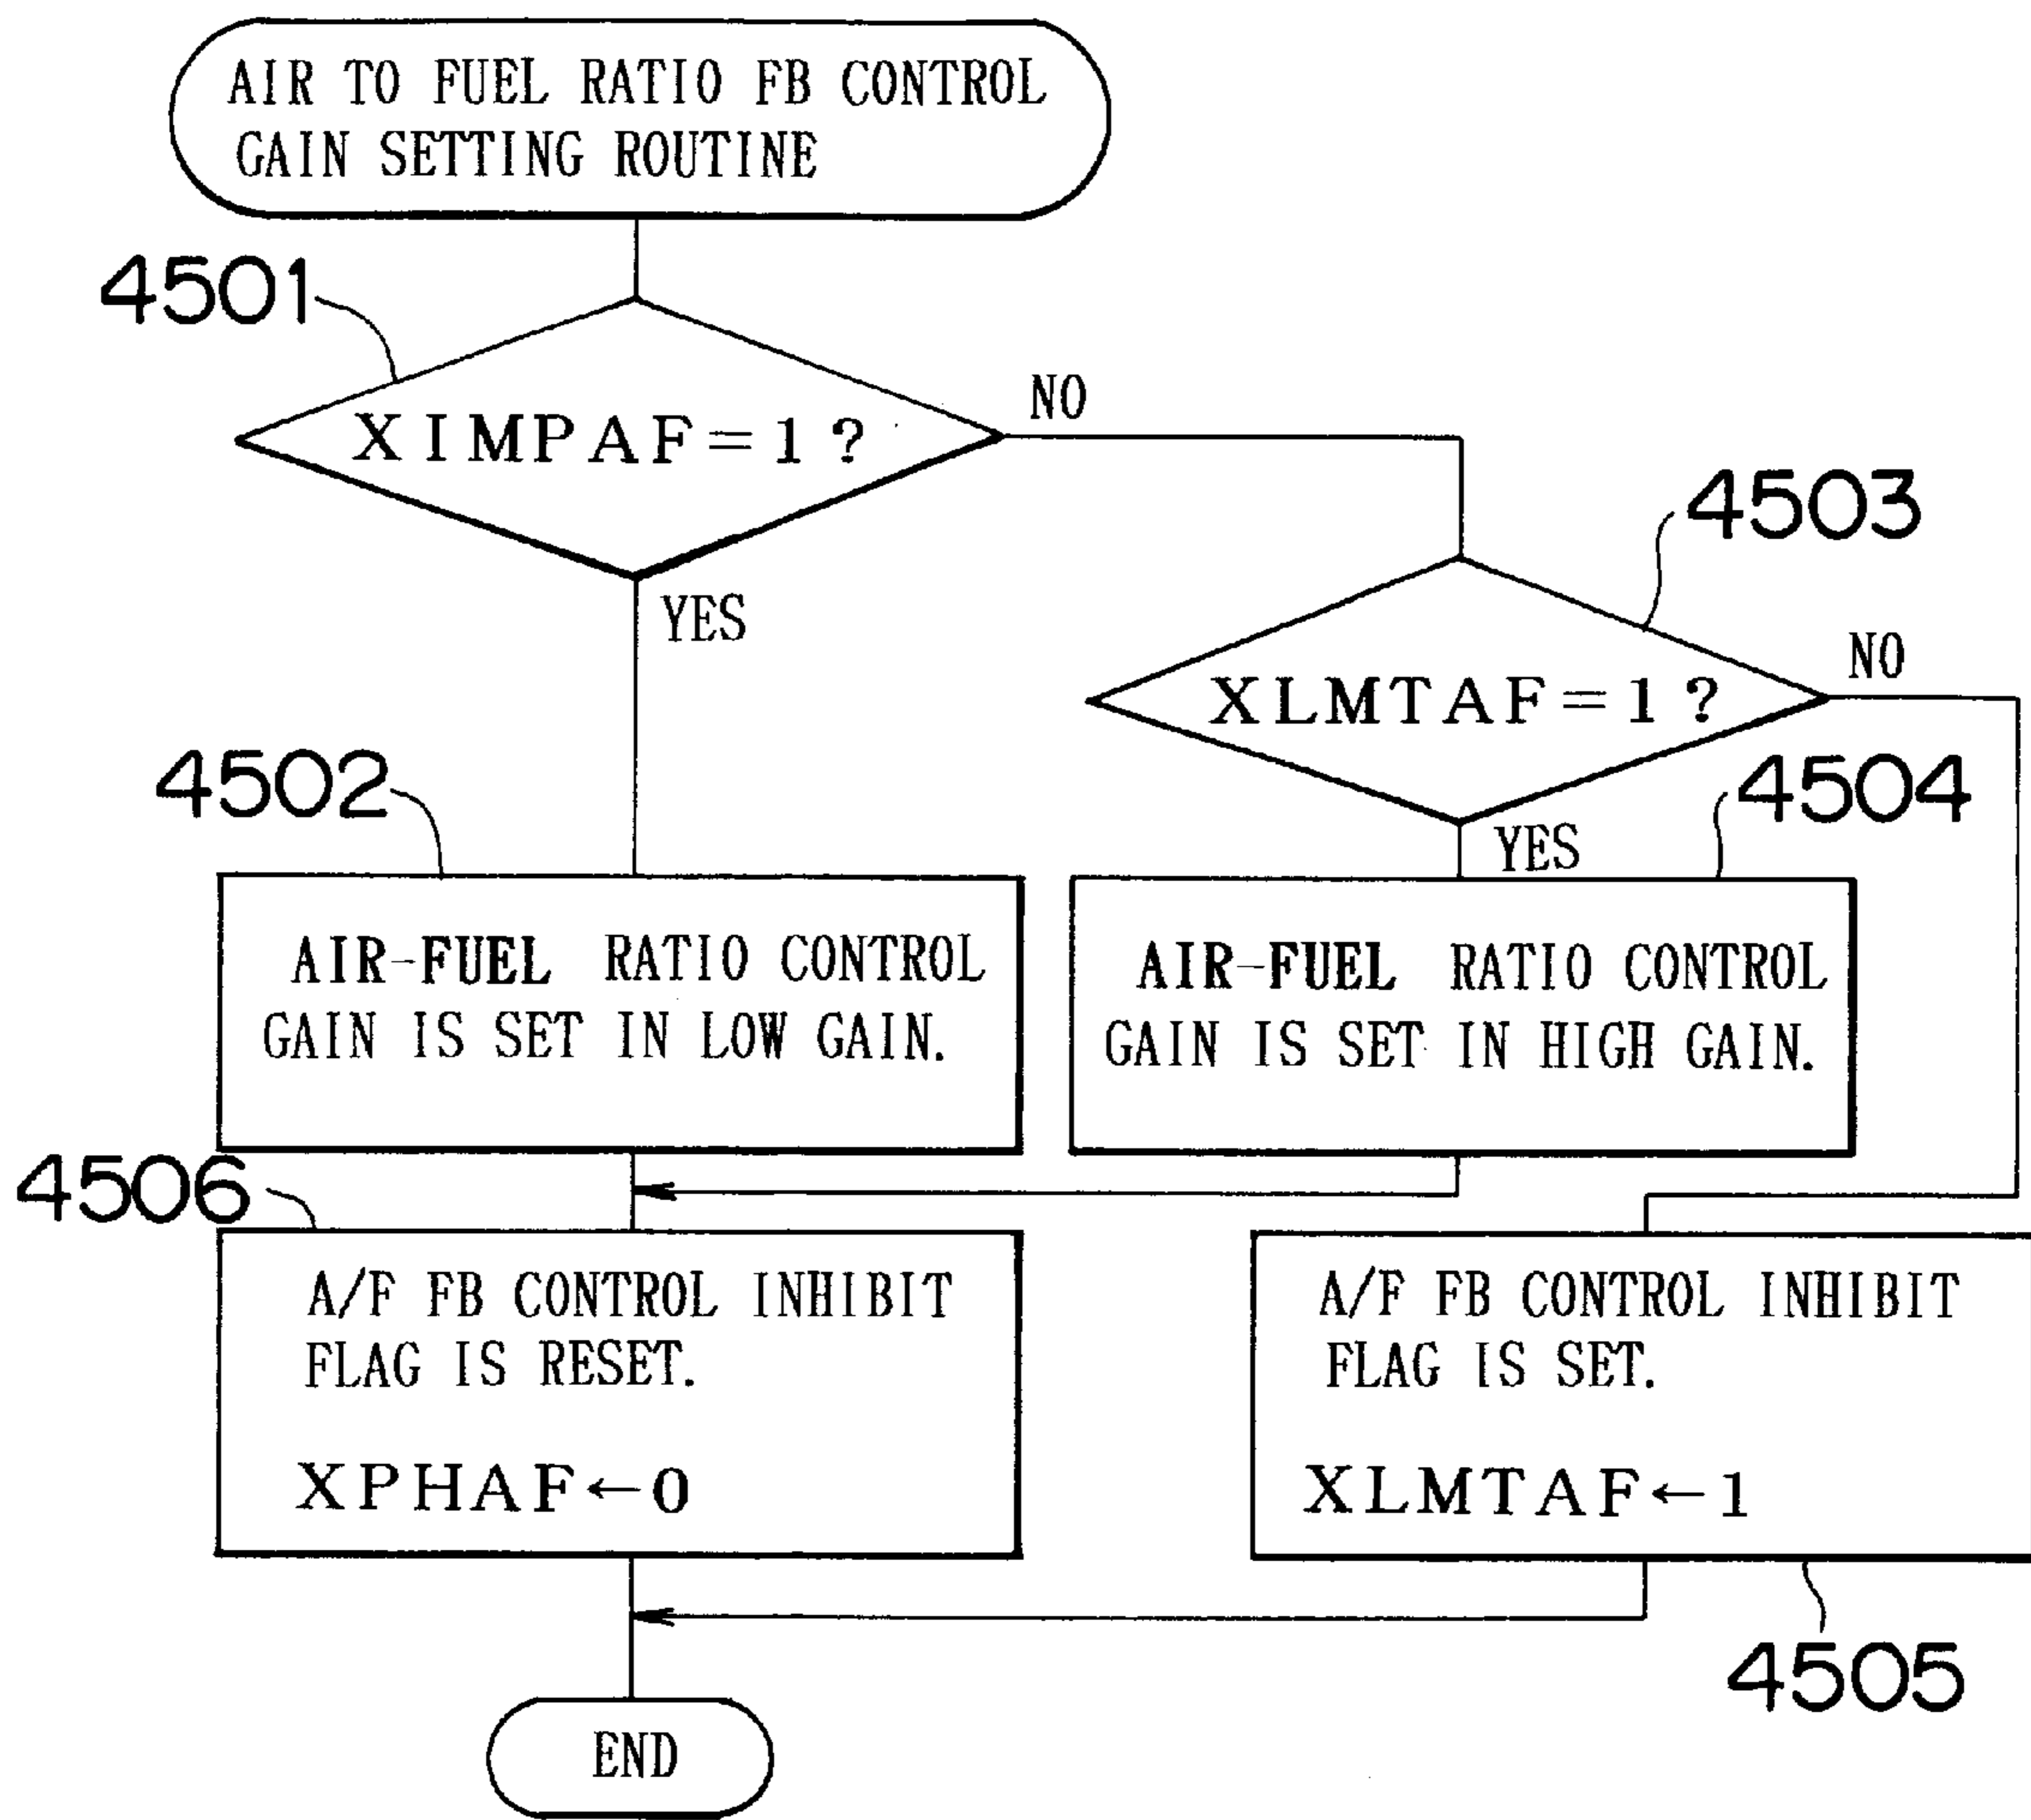 AIR TO FUEL RATIO FB CONTROL
GAIN SETTING ROUTINE
4501
XIMPAF=1?
NO
YES
4503
XLMTAF=1?
NO
YES
4502
4504
AIR-FUEL RATIO CONTROL
GAIN IS SET IN LOW GAIN.
AIR-FUEL RATIO CONTROL
GAIN IS SET IN HIGH GAIN.
4506
A/F FB CONTROL INHIBIT
FLAG IS RESET.
XPHAF←0
A/F FB CONTROL INHIBIT
FLAG IS SET.
XLMTAF←1
4505
END